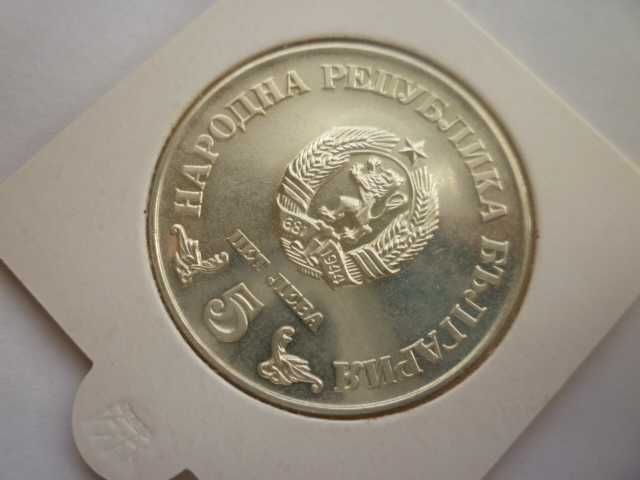 НАРОДНА РЕПУБЛИКА БЪЛГАРИЯ
681 1944
ПЕТ ЛЕВА
5